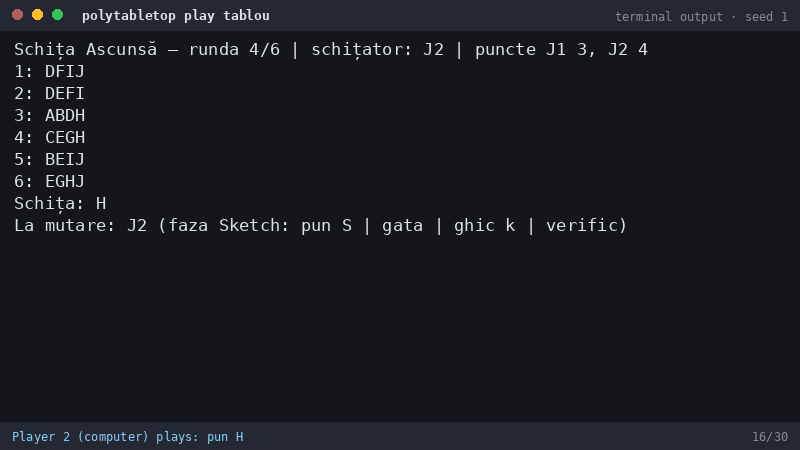 polytabletop play tablou
terminal output · seed 1
Schița Ascunsă — runda 4/6 | schițator: J2 | puncte J1 3, J2 4
1: DFIJ
2: DEFI
3: ABDH
4: CEGH
5: BEIJ
6: EGHJ
Schița: H
La mutare: J2 (faza Sketch: pun S | gata | ghic k | verific)
Player 2 (computer) plays: pun H
16/30